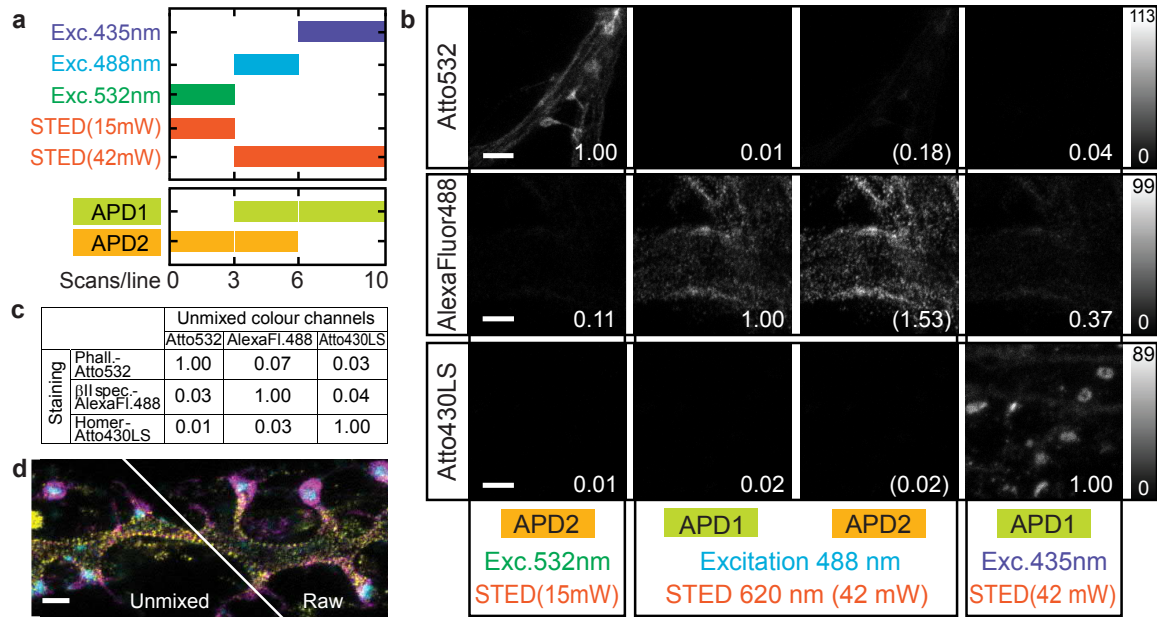 a
Exc.435nm
Exc.488nm
Exc.532nm
STED(15mW)
STED(42mW)
APD1
APD2
Scans/line 0 3 6 10
b
Atto532
1.00 0.01 (0.18) 0.04
113
0
AlexaFluor488
0.11 1.00 (1.53) 0.37
99
0
Atto430LS
0.01 0.02 (0.02) 1.00
89
0
APD2 APD1 APD2 APD1
Exc.532nm Excitation 488 nm Exc.435nm
STED(15mW) STED 620 nm (42 mW) STED(42 mW)
c
Unmixed colour channels
Atto532 AlexaFl.488 Atto430LS
Staining
Phall.-
Atto532 1.00 0.07 0.03
βII spec.-
AlexaFl.488 0.03 1.00 0.04
Homer-
Atto430LS 0.01 0.03 1.00
d
Unmixed Raw